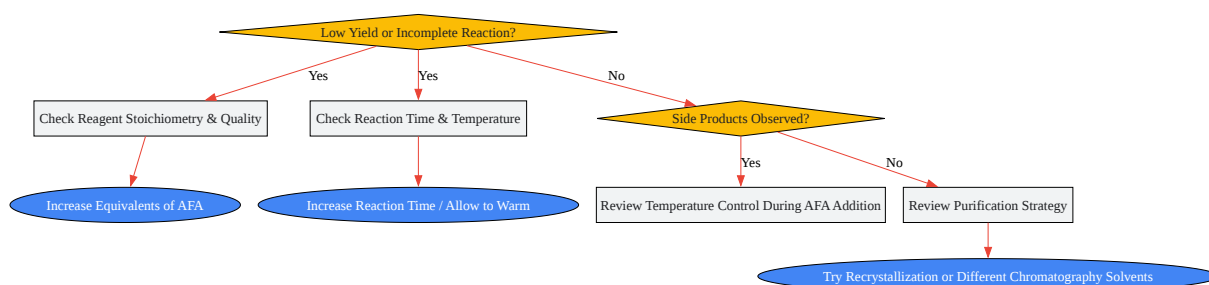 Low Yield or Incomplete Reaction?
Yes
Yes
No
Check Reagent Stoichiometry & Quality
Check Reaction Time & Temperature
Side Products Observed?
Yes
No
Increase Equivalents of AFA
Increase Reaction Time / Allow to Warm
Review Temperature Control During AFA Addition
Review Purification Strategy
Try Recrystallization or Different Chromatography Solvents